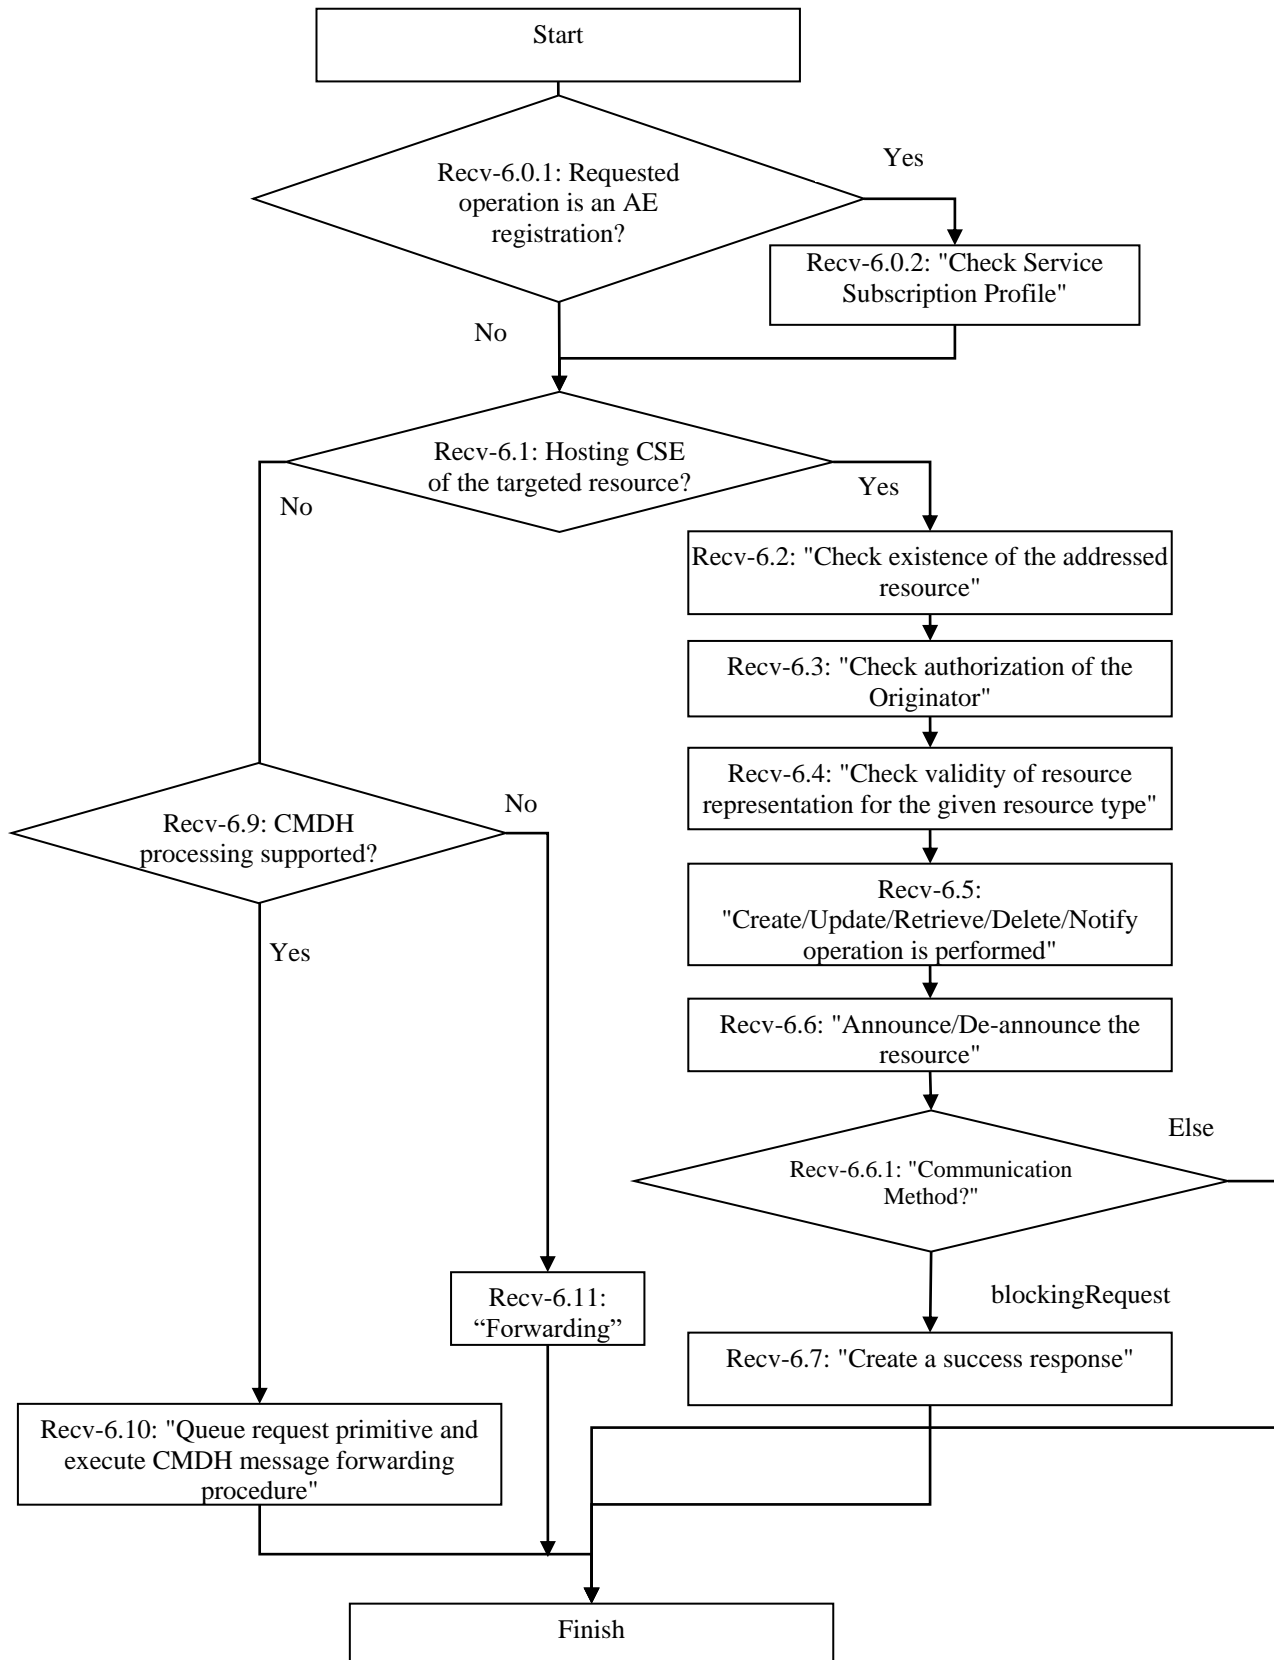 Start
Recv-6.0.1: Requested
operation is an AE
registration?
Yes
Recv-6.0.2: "Check Service
Subscription Profile"
No
Recv-6.1: Hosting CSE
of the targeted resource?
No
Yes
Recv-6.2: "Check existence of the addressed
resource"
Recv-6.3: "Check authorization of the
Originator"
Recv-6.4: "Check validity of resource
representation for the given resource type"
Recv-6.9: CMDH
processing supported?
No
Yes
Recv-6.5:
"Create/Update/Retrieve/Delete/Notify
operation is performed"
Recv-6.6: "Announce/De-announce the
resource"
Else
Recv-6.6.1: "Communication
Method?"
blockingRequest
Recv-6.11:
“Forwarding”
Recv-6.7: "Create a success response"
Recv-6.10: "Queue request primitive and
execute CMDH message forwarding
procedure"
Finish